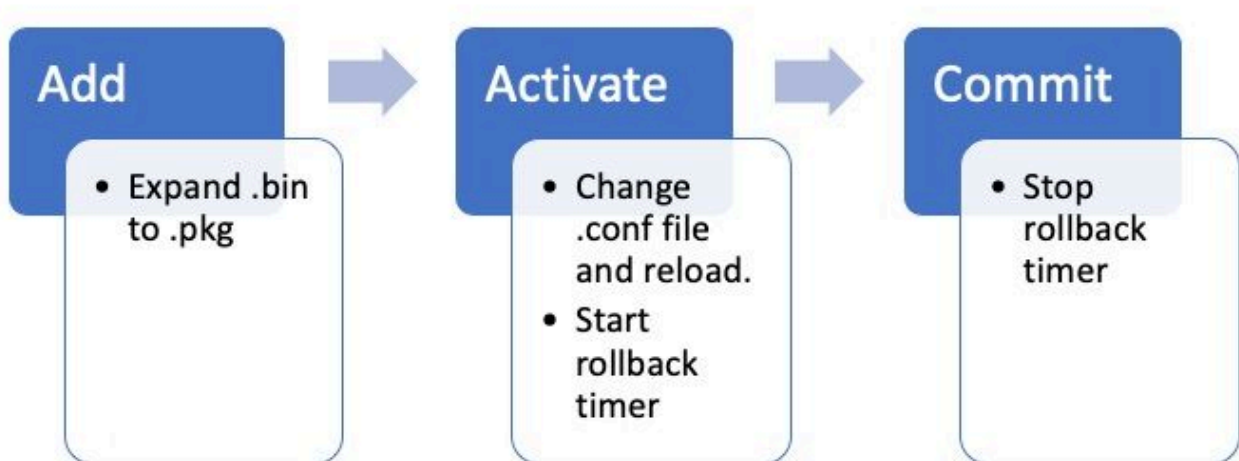 Add
• Expand .bin
to .pkg
Activate
• Change
.conf file
and reload.
• Start
rollback
timer
Commit
• Stop
rollback
timer